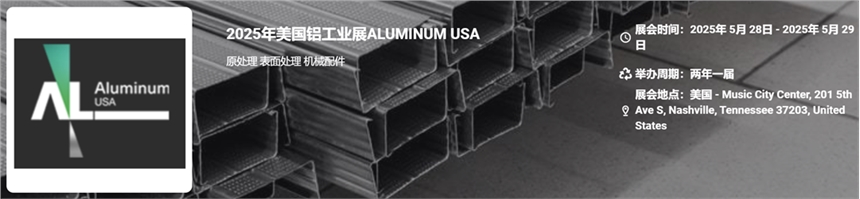 AL Aluminum
USA
2025年美国铝工业展ALUMINUM USA
原处理 表面处理 机械配件
展会时间：2025年 5月 28日 - 2025年 5月 29
日
举办周期：两年一届
展会地点：美国 - Music City Center, 201 5th
Ave S, Nashville, Tennessee 37203, United
States